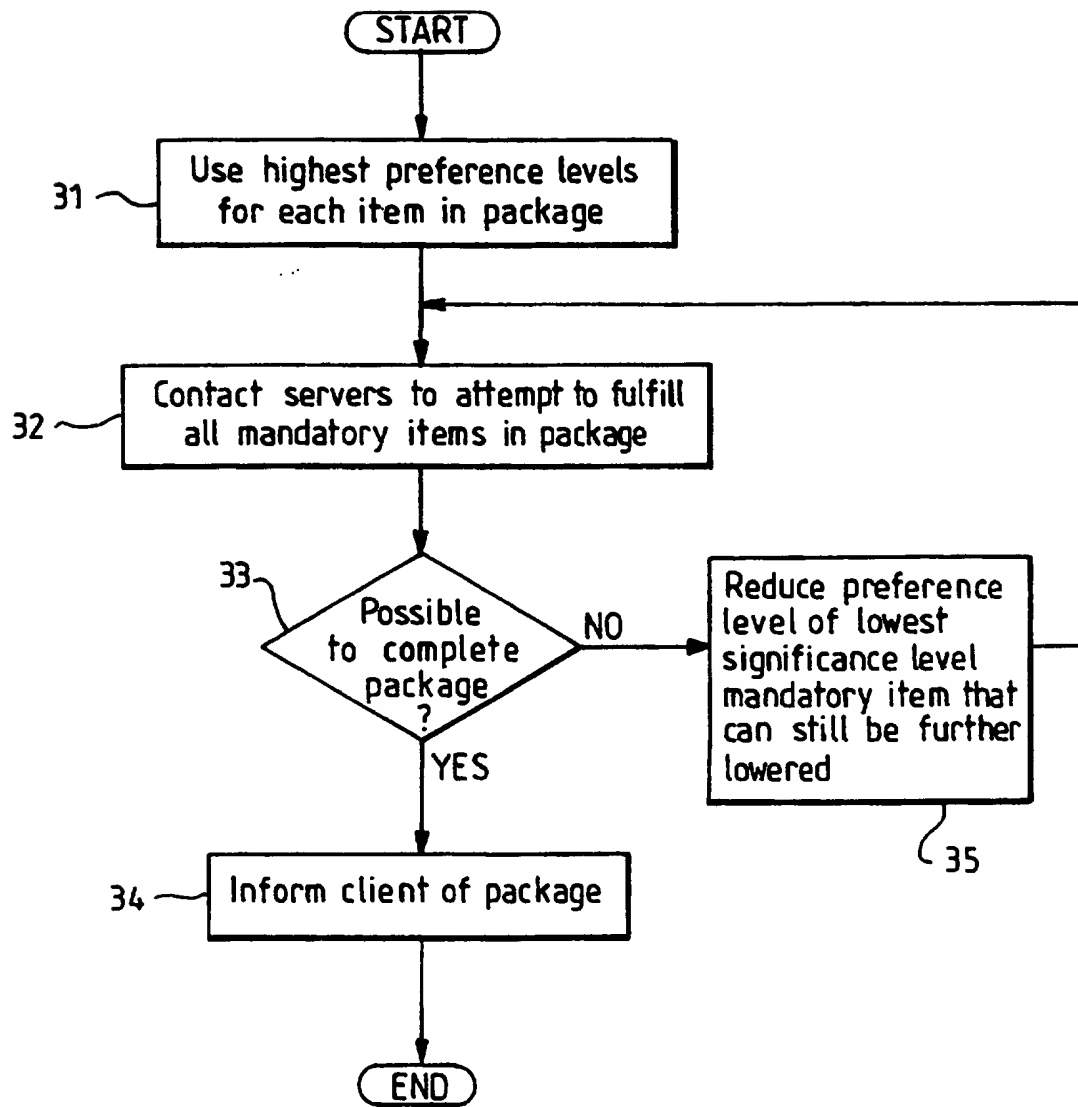 START
31
Use highest preference levels
for each item in package
32
Contact servers to attempt to fulfill
all mandatory items in package
33
Possible
to complete
package
?
NO
YES
Reduce preference
level of lowest
significance level
mandatory item that
can still be further
lowered
35
34
Inform client of package
END